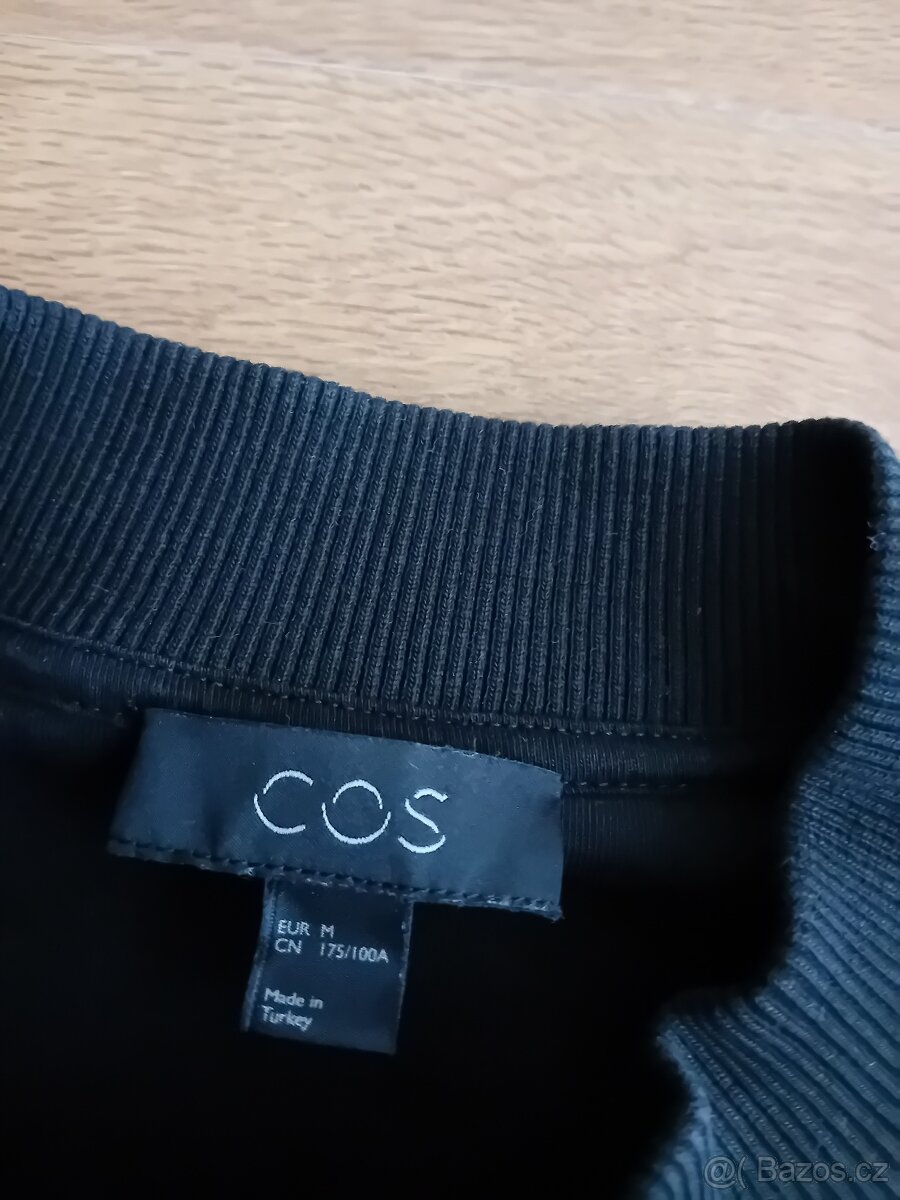 COS
EUR M
CN 175/100A
Made in
Turkey
@( Bazos.cz